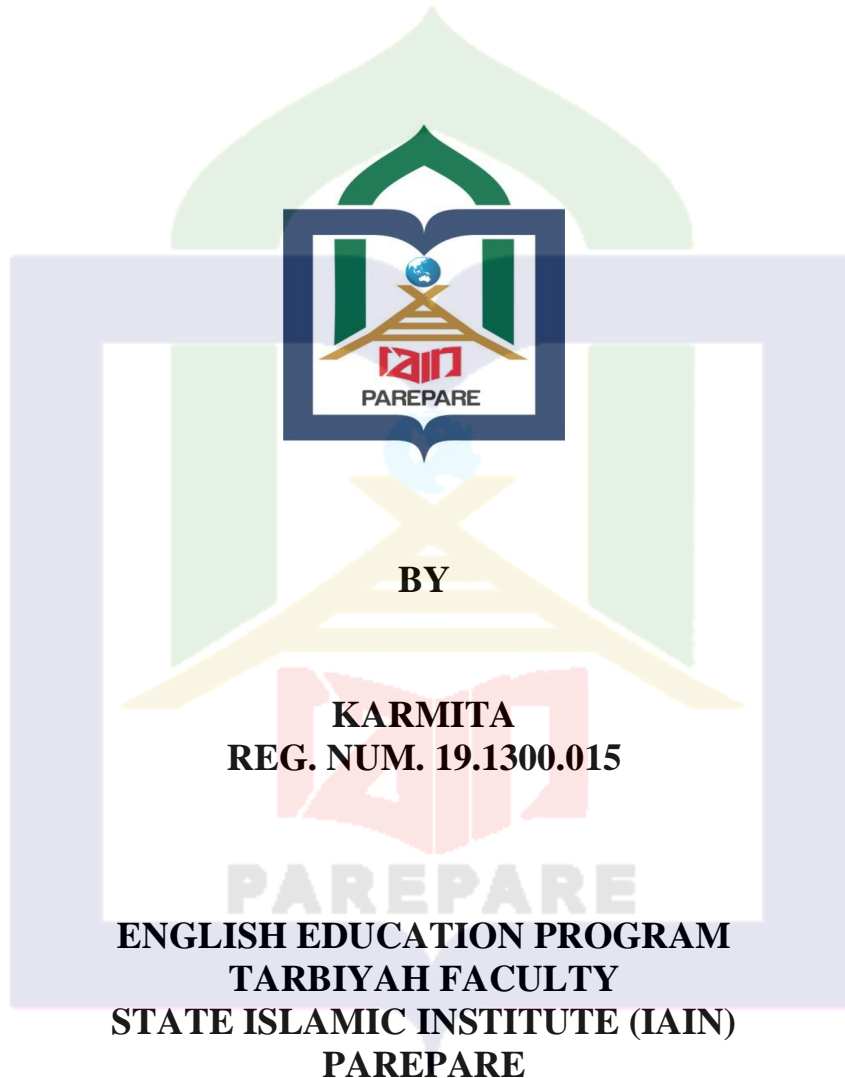 iain
PAREPARE
BY
KARMITA
REG. NUM. 19.1300.015
PAREPARE
ENGLISH EDUCATION PROGRAM
TARBIYAH FACULTY
STATE ISLAMIC INSTITUTE (IAIN)
PAREPARE